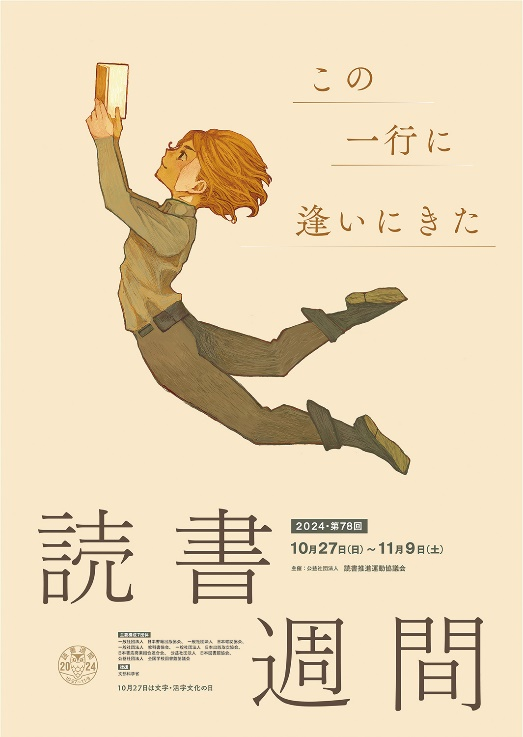 この
一行に
逢いにきた
読書
2024・第78回
10月27日(日)～11月9日(土)
主催：公益社団法人 読書推進運動協議会
週間
2024
10月27日は文字・活字文化の日
文部科学省